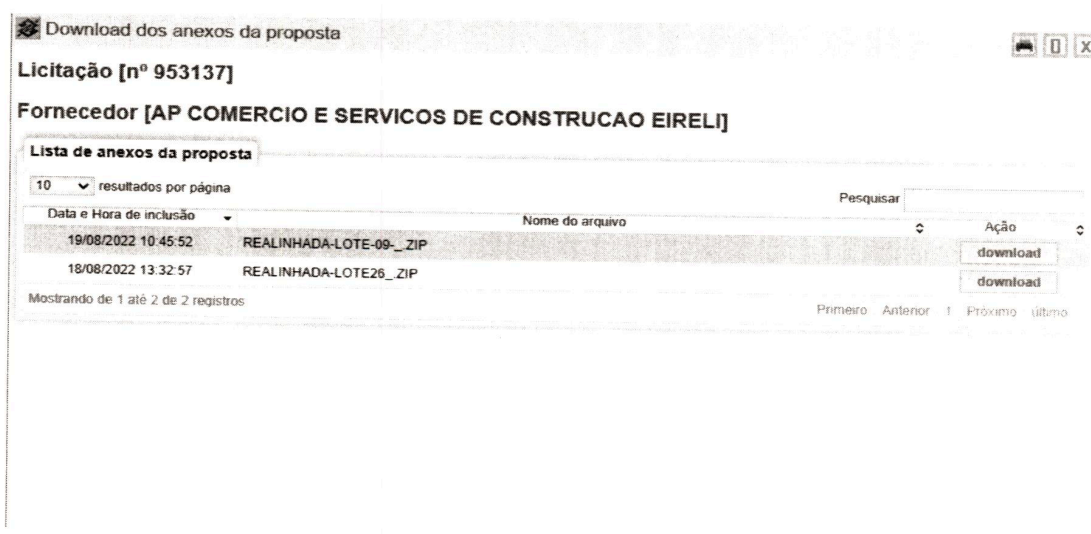 Download dos anexos da proposta
Licitação [nº 953137]
Fornecedor [AP COMERCIO E SERVICOS DE CONSTRUCAO EIRELI]
Lista de anexos da proposta
10 resultados por página
Pesquisar
Data e Hora de inclusão Nome do arquivo Ação
19/08/2022 10:45:52 REALINHADA-LOTE-09-_.ZIP download
18/08/2022 13:32:57 REALINHADA-LOTE26_.ZIP download
Mostrando de 1 até 2 de 2 registros
Primeiro Anterior 1 Próximo último